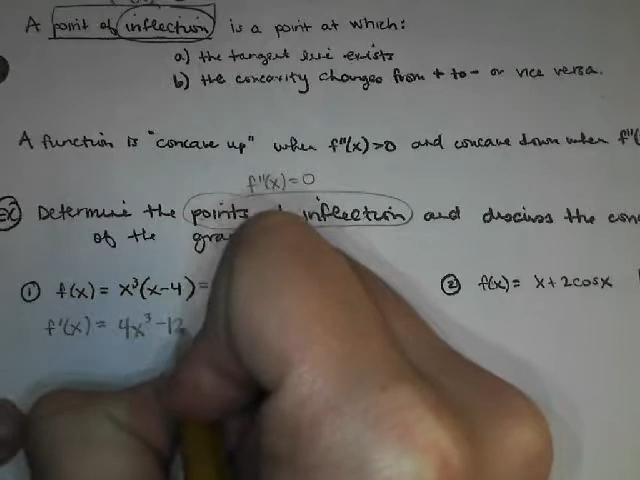 A point of inflection is a point at which:
a) the tangent line exists
b) the concavity changes from + to - or vice versa.
A function is "concave up" when f''(x)>0 and concave down when f''(
f''(x)=0
Ex Determine the points inflection and discuss the
of the
① f(x) = x³(x-4)=
② f(x) = x + 2cosx
f'(x) = 4x³ - 12